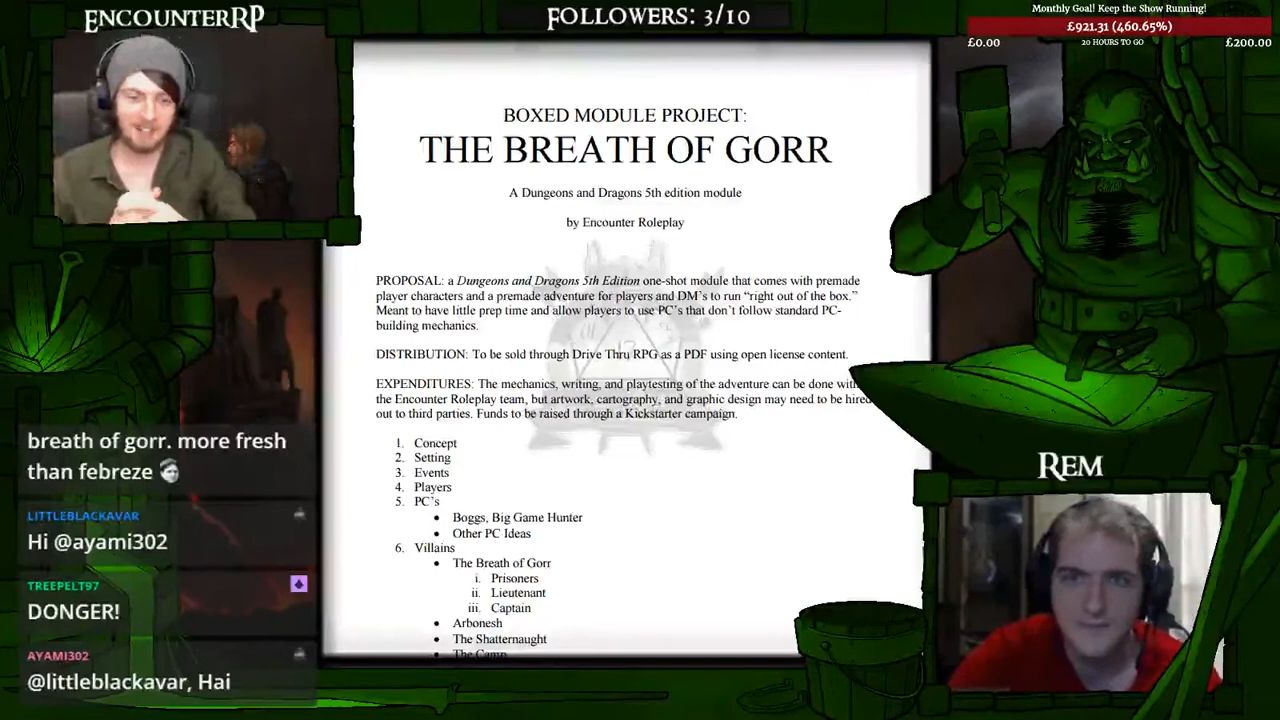 ENCOUNTERRP
FOLLOWERS: 3/10
Monthly Goal! Keep the Show Running!
£921.31 (460.65%)
£0.00
20 HOURS TO GO
£200.00
BOXED MODULE PROJECT:
THE BREATH OF GORR
A Dungeons and Dragons 5th edition module
by Encounter Roleplay
PROPOSAL: a Dungeons and Dragons 5th Edition one-shot module that comes with premade
player characters and a premade adventure for players and DM's to run “right out of the box.”
Meant to have little prep time and allow players to use PC's that don't follow standard PC-
building mechanics.
DISTRIBUTION: To be sold through Drive Thru RPG as a PDF using open license content.
EXPENDITURES: The mechanics, writing, and playtesting of the adventure can be done with
the Encounter Roleplay team, but artwork, cartography, and graphic design may need to be hired
out to third parties. Funds to be raised through a Kickstarter campaign.
1. Concept
2. Setting
3. Events
4. Players
5. PC's
• Boggs, Big Game Hunter
• Other PC Ideas
6. Villains
• The Breath of Gorr
i. Prisoners
ii. Lieutenant
iii. Captain
• Arbonesh
• The Shatternaught
• The Camp
breath of gorr. more fresh
than febreze
LITTLEBLACKAVAR
Hi @ayami302
TREEPELT97
DONGER!
AYAMI302
@littleblackavar, Hai
REM